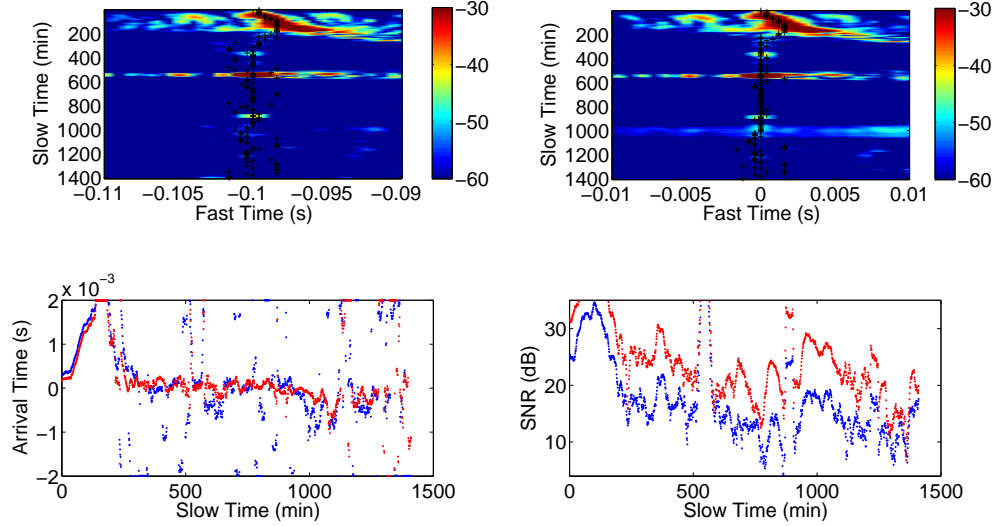 200
400
600
800
1000
1200
1400
−0.11 −0.105 −0.1 −0.095 −0.09
Fast Time (s)
Slow Time (min)
−30
−40
−50
−60
200
400
600
800
1000
1200
1400
−0.01 −0.005 0 0.005 0.01
Fast Time (s)
Slow Time (min)
−30
−40
−50
−60
x 10−3
2
1
0
−1
−2
0 500 1000 1500
Slow Time (min)
Arrival Time (s)
30
20
10
0 500 1000 1500
Slow Time (min)
SNR (dB)